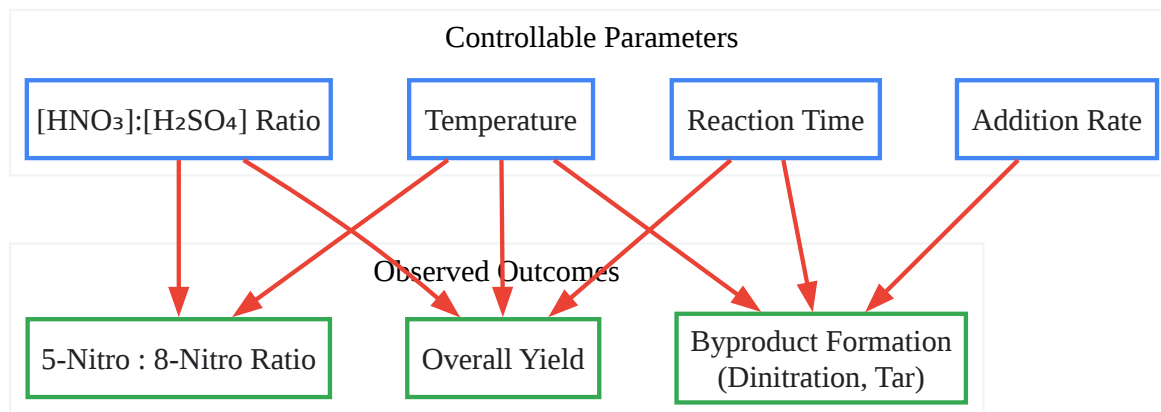 Controllable Parameters
[HNO₃]:[H₂SO₄] Ratio
Temperature
Reaction Time
Addition Rate
Observed Outcomes
5-Nitro : 8-Nitro Ratio
Overall Yield
Byproduct Formation
(Dinitration, Tar)